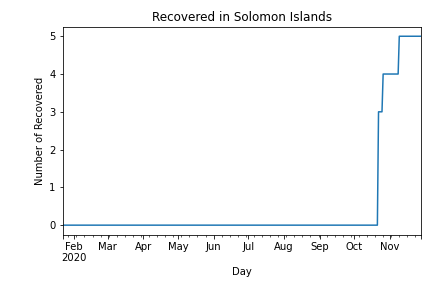 Recovered in Solomon Islands
Number of Recovered
5
4
3
2
1
0
Feb Mar Apr May Jun Jul Aug Sep Oct Nov
2020
Day